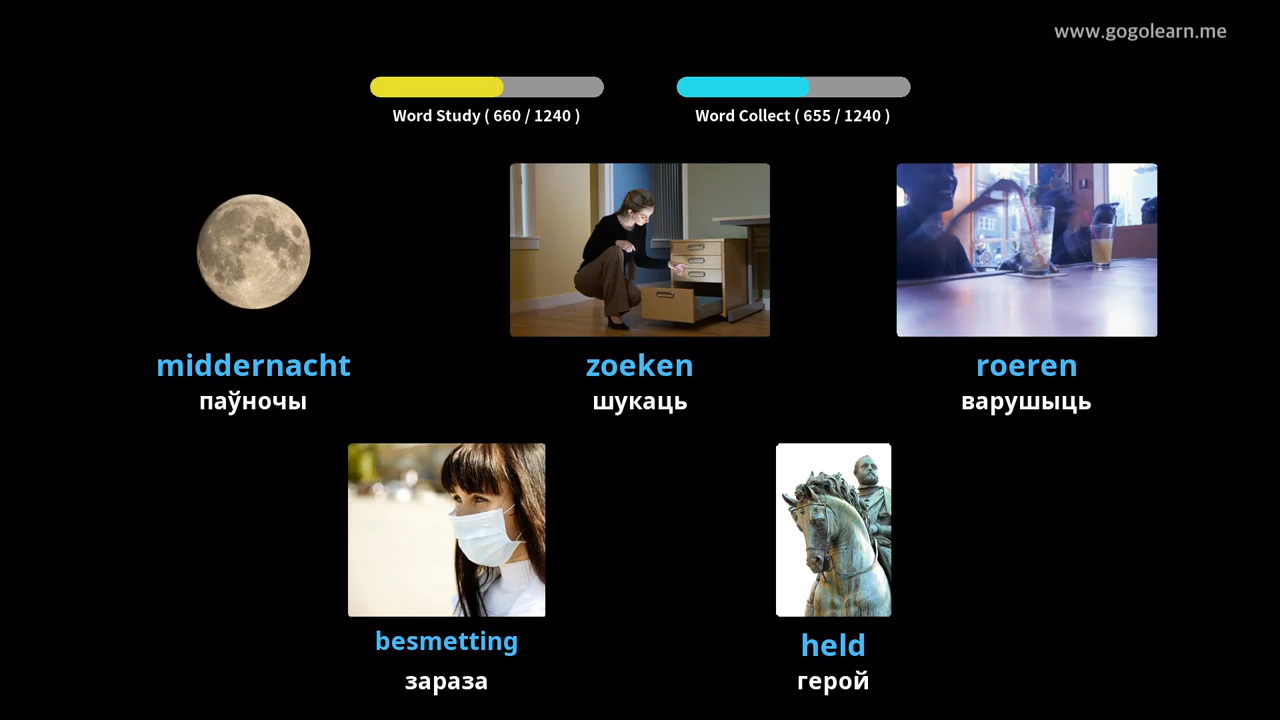 www.gogolearn.me
Word Study ( 660 / 1240 )
Word Collect ( 655 / 1240 )
middernacht
паўночы
zoeken
шукаць
roeren
варушыць
besmetting
зараза
held
герой